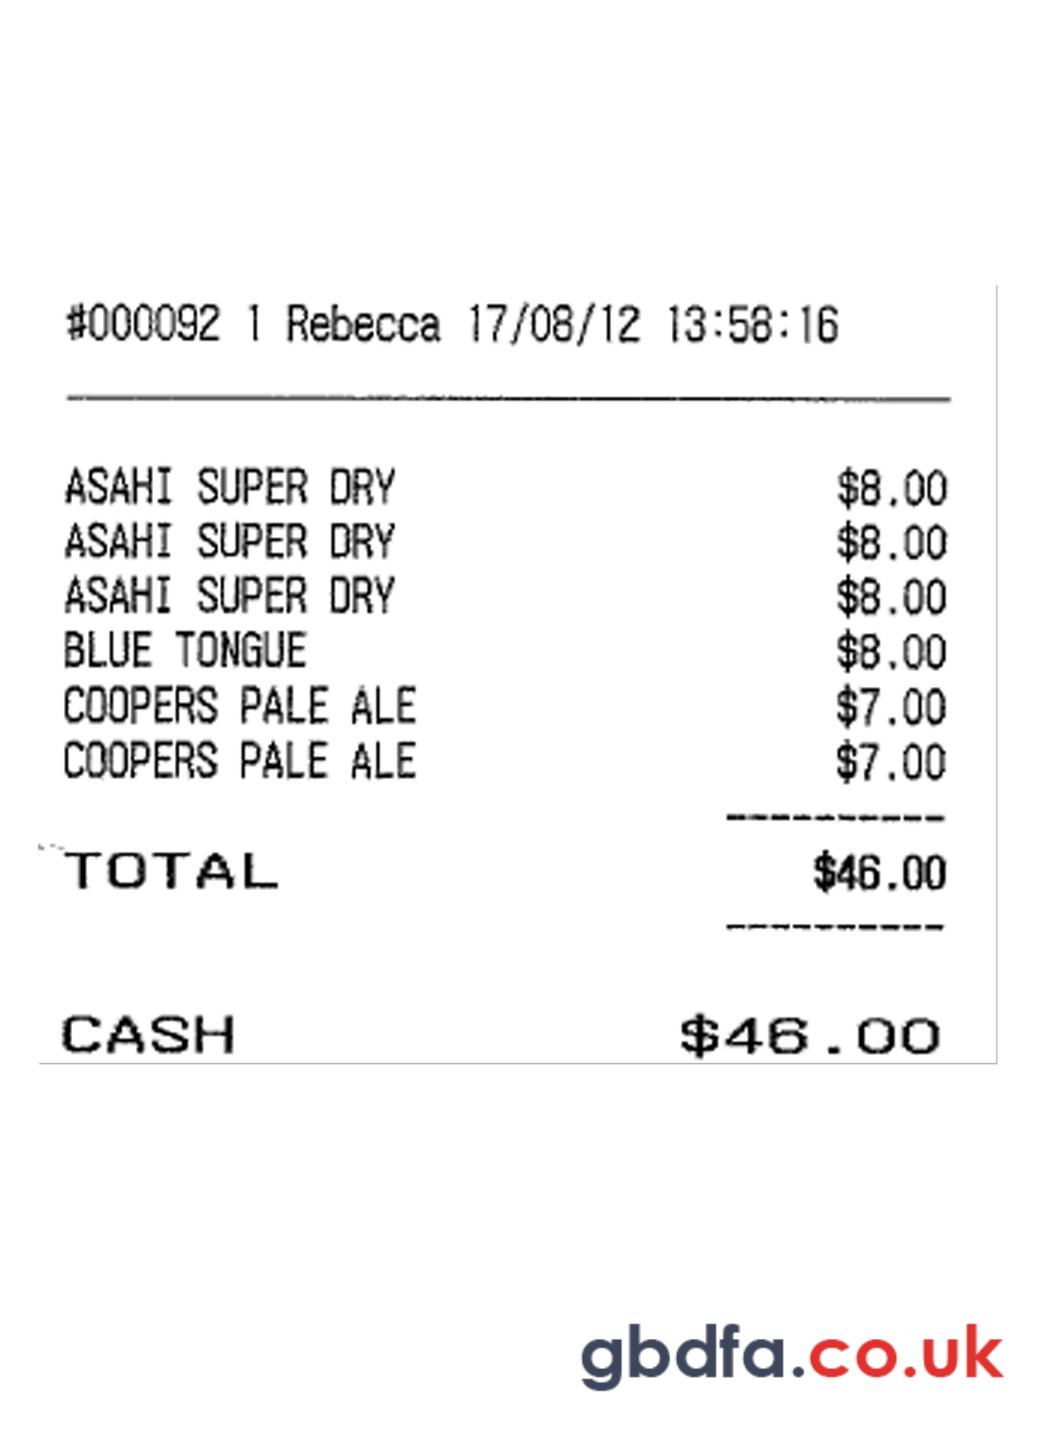 #000092 1 Rebecca 17/08/12 13:58:16
ASAHI SUPER DRY $8.00
ASAHI SUPER DRY $8.00
ASAHI SUPER DRY $8.00
BLUE TONGUE $8.00
COOPERS PALE ALE $7.00
COOPERS PALE ALE $7.00
TOTAL $46.00
CASH $46.00
gbdfa.co.uk